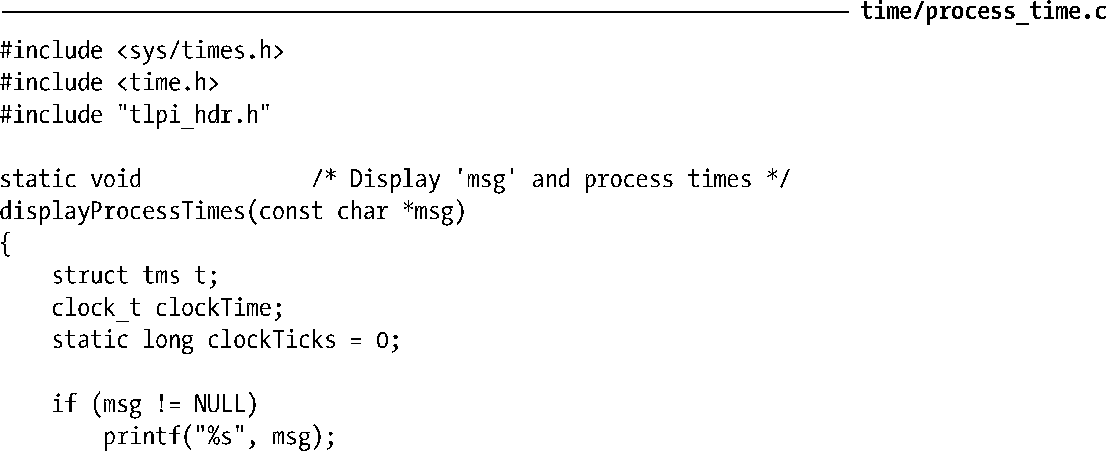 time/process_time.c
#include <sys/times.h>
#include <time.h>
#include "tlpi_hdr.h"

static void             /* Display 'msg' and process times */
displayProcessTimes(const char *msg)
{
    struct tms t;
    clock_t clockTime;
    static long clockTicks = 0;

    if (msg != NULL)
        printf("%s", msg);